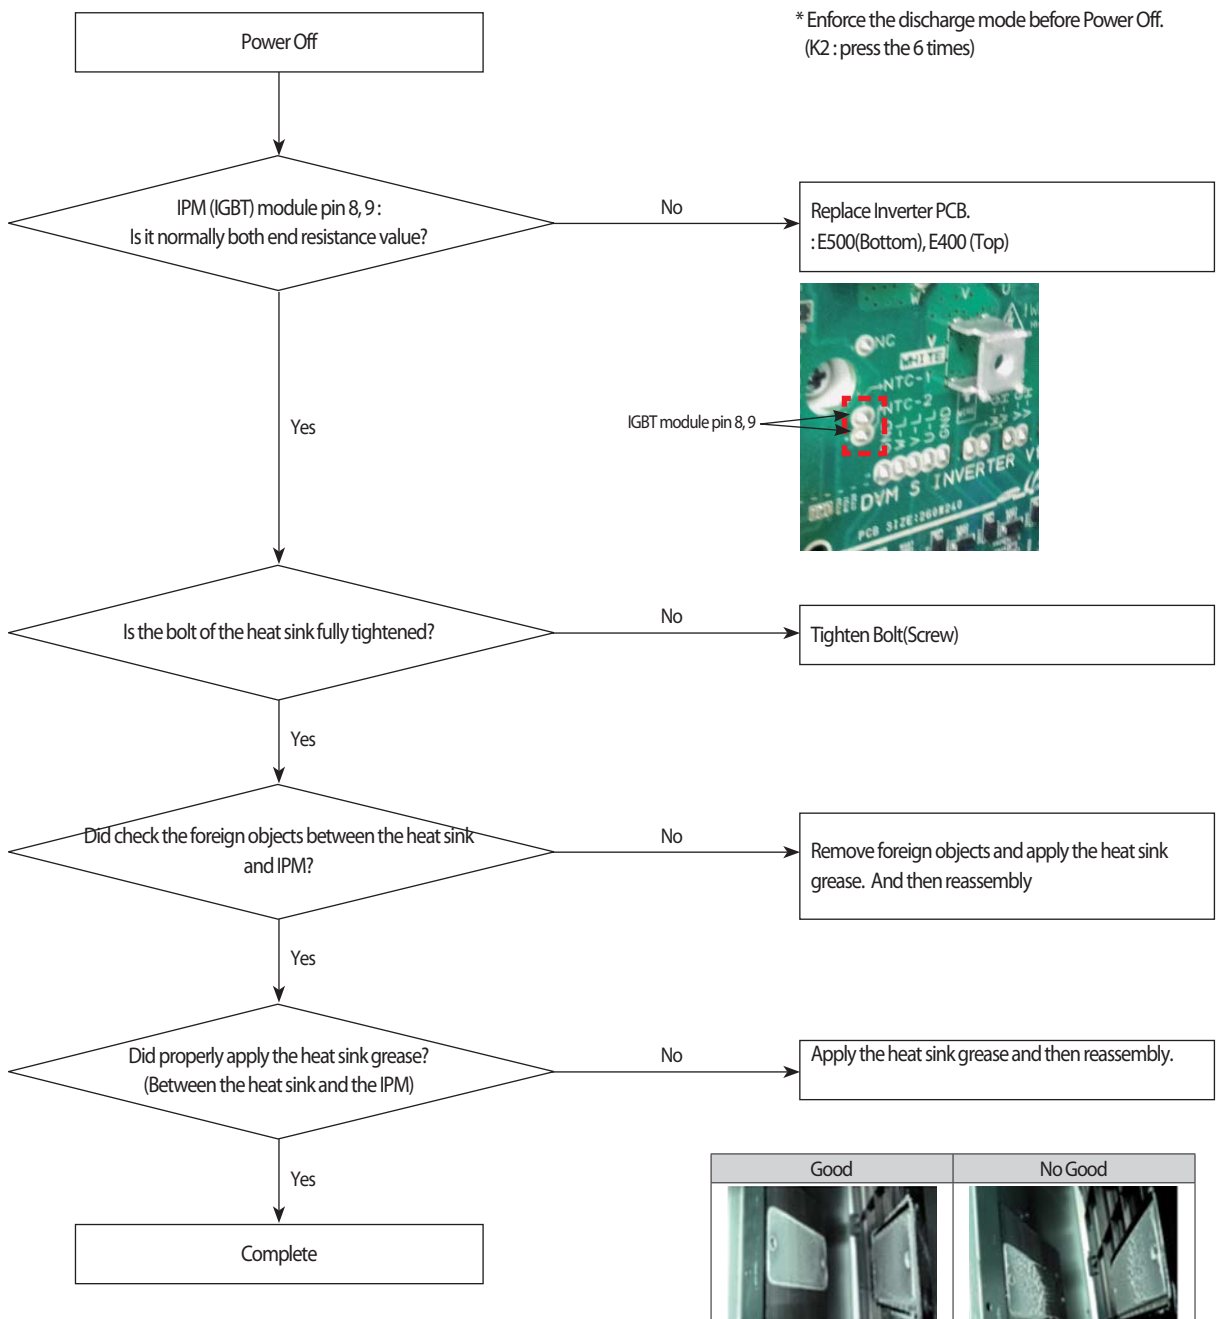 * Enforce the discharge mode before Power Off.
(K2 : press the 6 times)
Power Off
IPM (IGBT) module pin 8, 9 :
Is it normally both end resistance value?
No
Replace Inverter PCB.
: E500(Bottom), E400 (Top)
IGBT module pin 8, 9
NC
V
WHITE
NTC-1
NTC-2
W-L
V-L
U-L
GND
DVM S INVERTER
PCB SIZE:260X240
Yes
Is the bolt of the heat sink fully tightened?
No
Tighten Bolt(Screw)
Yes
Did check the foreign objects between the heat sink
and IPM?
No
Remove foreign objects and apply the heat sink
grease. And then reassembly
Yes
Did properly apply the heat sink grease?
(Between the heat sink and the IPM)
No
Apply the heat sink grease and then reassembly.
Yes
Complete
Good
No Good